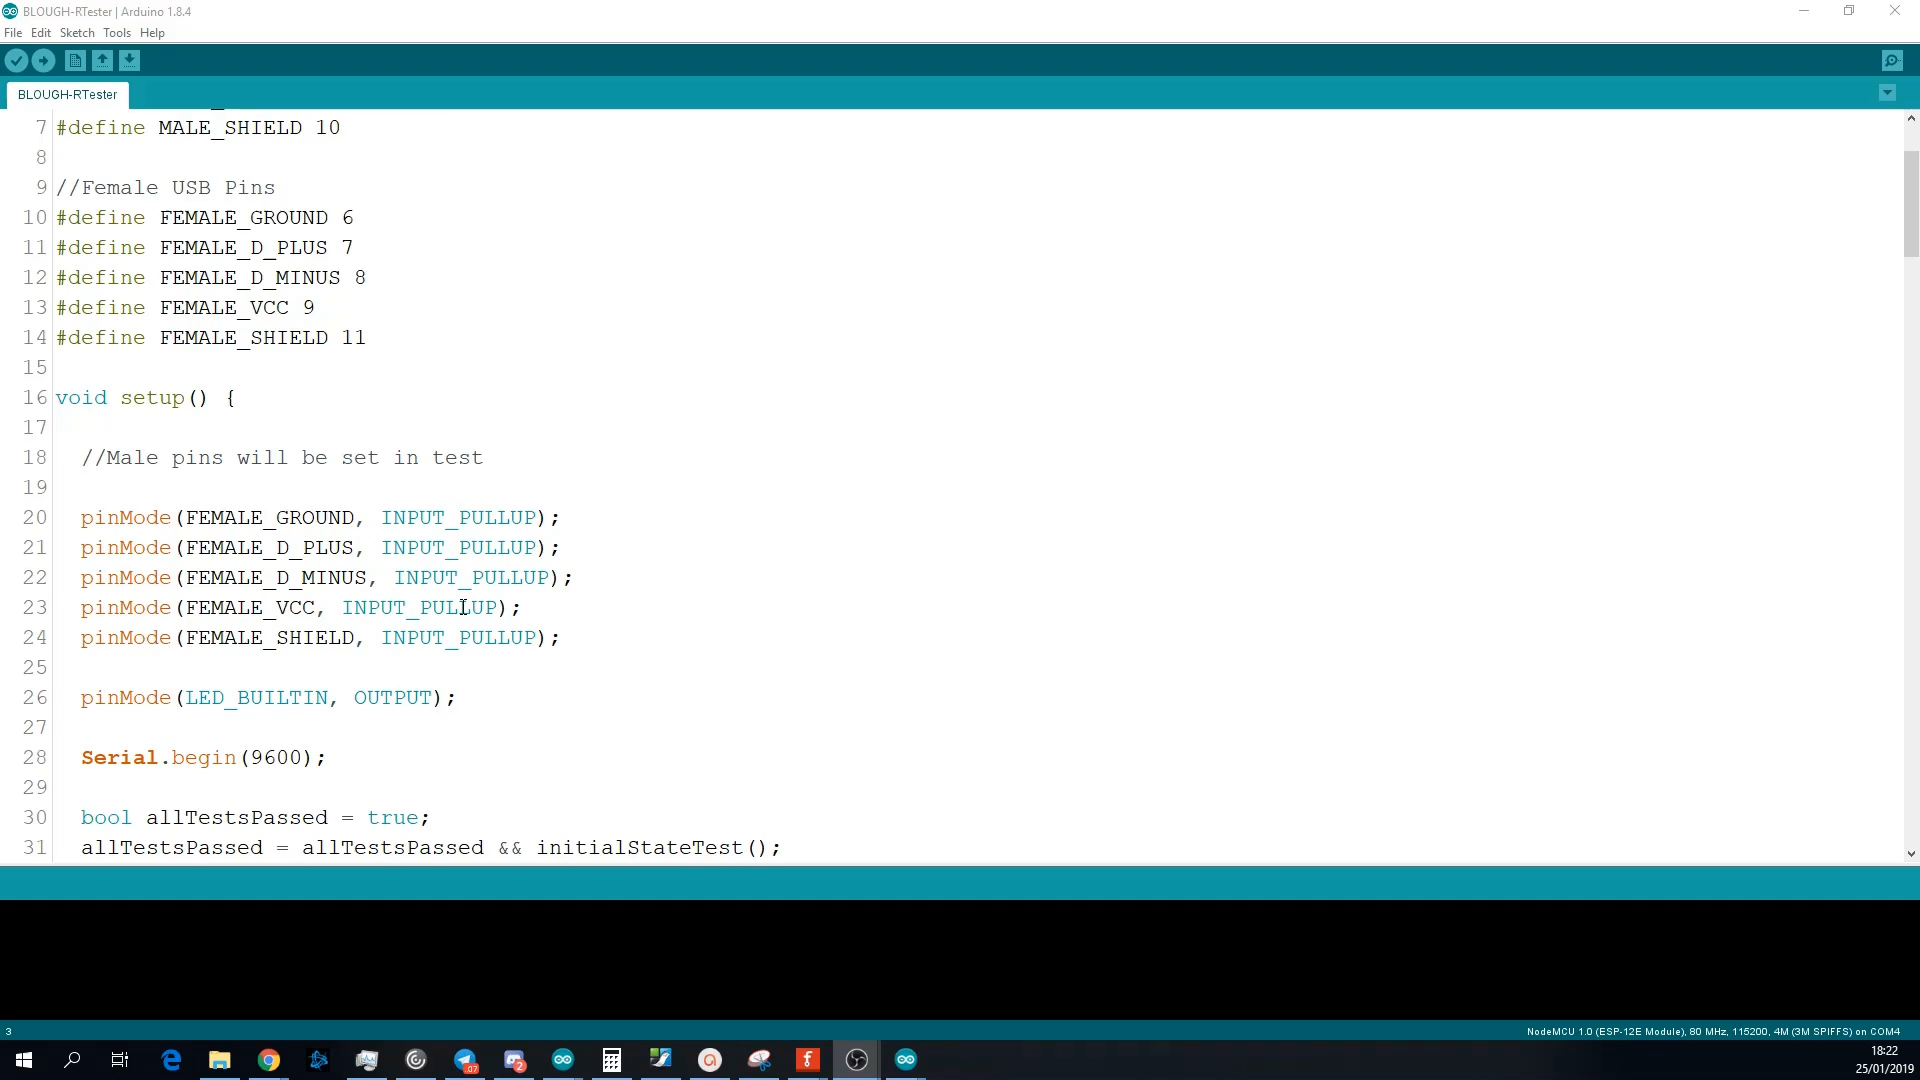 BLOUGH-RTester | Arduino 1.8.4
File Edit Sketch Tools Help
BLOUGH-RTester
7 #define MALE_SHIELD 10
8
9 //Female USB Pins
10 #define FEMALE_GROUND 6
11 #define FEMALE_D_PLUS 7
12 #define FEMALE_D_MINUS 8
13 #define FEMALE_VCC 9
14 #define FEMALE_SHIELD 11
15
16 void setup() {
17
18 //Male pins will be set in test
19
20 pinMode(FEMALE_GROUND, INPUT_PULLUP);
21 pinMode(FEMALE_D_PLUS, INPUT_PULLUP);
22 pinMode(FEMALE_D_MINUS, INPUT_PULLUP);
23 pinMode(FEMALE_VCC, INPUT_PULLUP);
24 pinMode(FEMALE_SHIELD, INPUT_PULLUP);
25
26 pinMode(LED_BUILTIN, OUTPUT);
27
28 Serial.begin(9600);
29
30 bool allTestsPassed = true;
31 allTestsPassed = allTestsPassed && initialStateTest();
3 NodeMCU 1.0 (ESP-12E Module), 80 MHz, 115200, 4M (3M SPIFFS) on COM4
18:22
25/01/2019